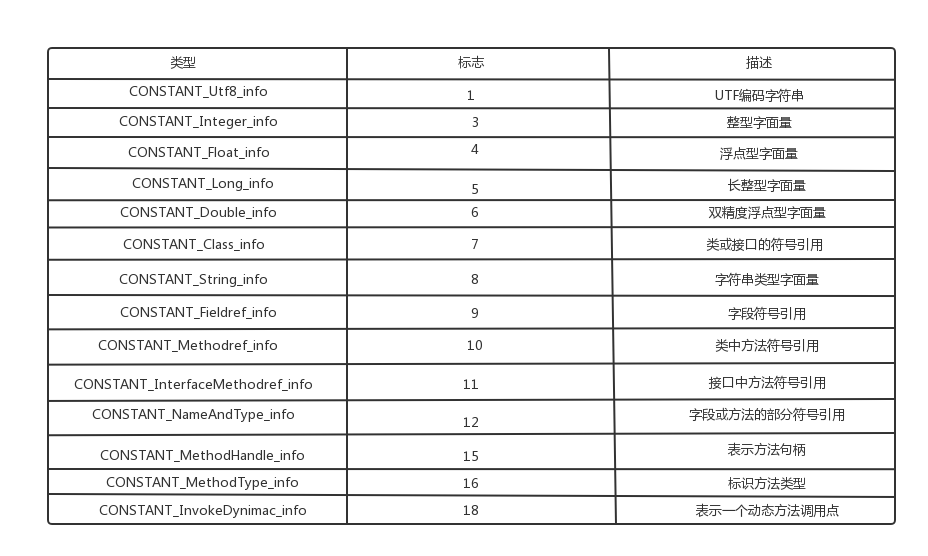 类型 标志 描述
CONSTANT_Utf8_info 1 UTF编码字符串
CONSTANT_Integer_info 3 整型字面量
CONSTANT_Float_info 4 浮点型字面量
CONSTANT_Long_info 5 长整型字面量
CONSTANT_Double_info 6 双精度浮点型字面量
CONSTANT_Class_info 7 类或接口的符号引用
CONSTANT_String_info 8 字符串类型字面量
CONSTANT_Fieldref_info 9 字段符号引用
CONSTANT_Methodref_info 10 类中方法符号引用
CONSTANT_InterfaceMethodref_info 11 接口中方法符号引用
CONSTANT_NameAndType_info 12 字段或方法的部分符号引用
CONSTANT_MethodHandle_info 15 表示方法句柄
CONSTANT_MethodType_info 16 标识方法类型
CONSTANT_InvokeDynimac_info 18 表示一个动态方法调用点